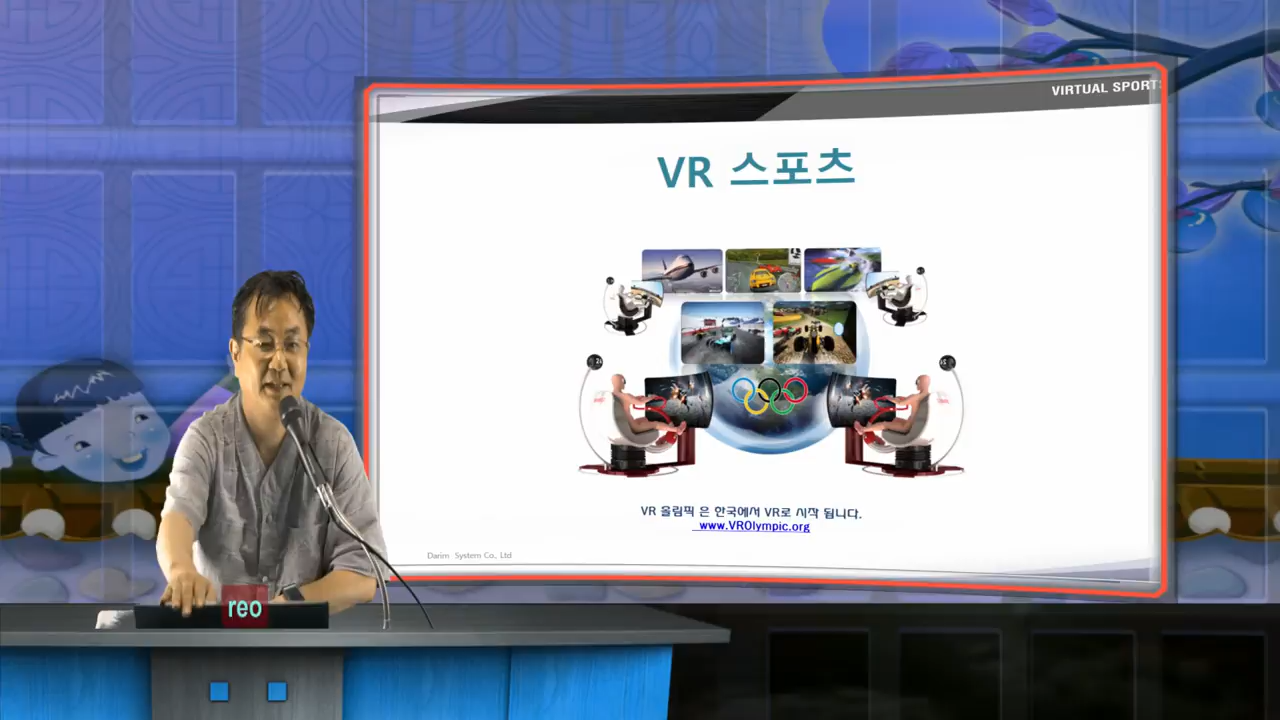 VIRTUAL SPORT
VR 스포츠
VR 올림픽 은 한국에서 VR로 시작 됩니다.
www.VROlympic.org
Darim System Co., Ltd
reo